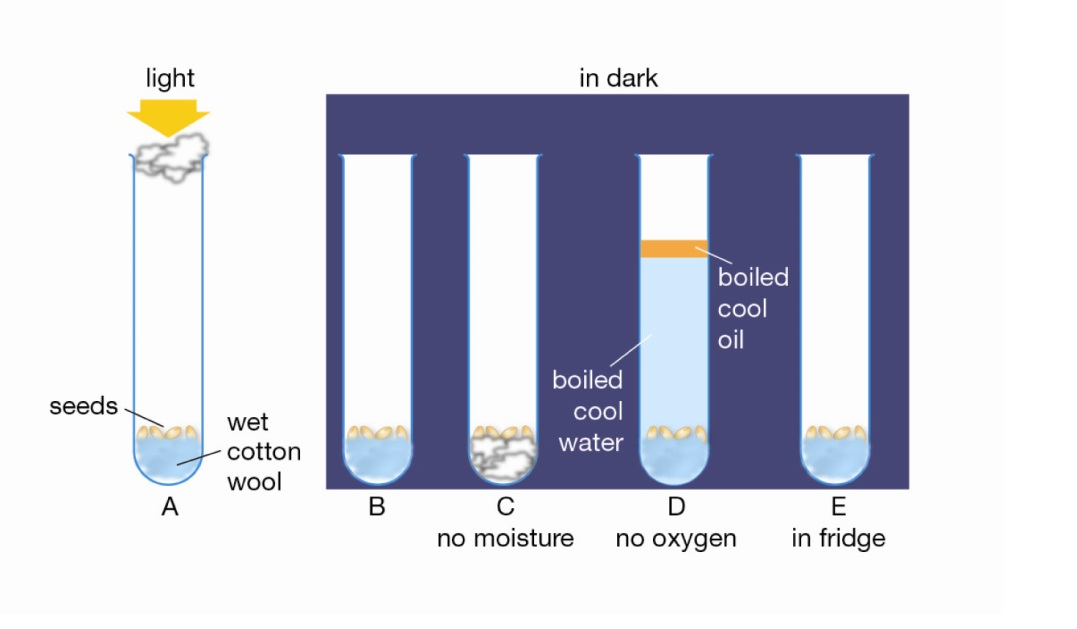 light
in dark
boiled
cool
oil
boiled
cool
water
seeds
wet
cotton
wool
A
B
C
D
E
no moisture
no oxygen
in fridge